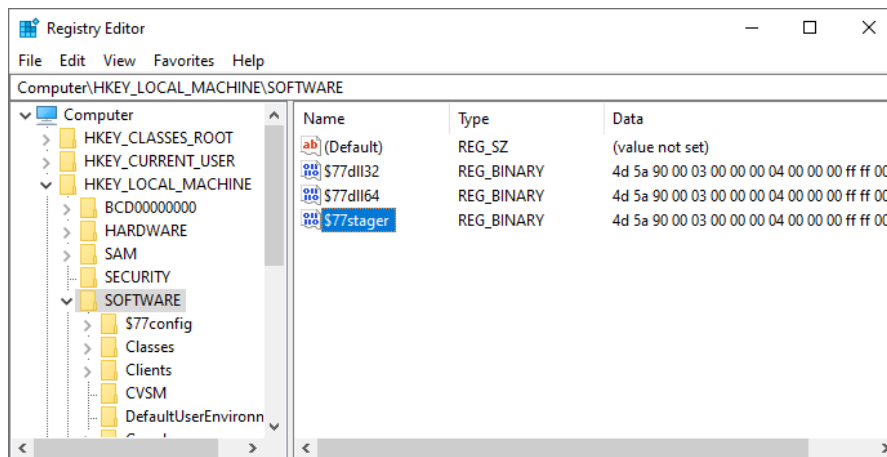 Registry Editor
File Edit View Favorites Help
Computer\HKEY_LOCAL_MACHINE\SOFTWARE
Computer
HKEY_CLASSES_ROOT
HKEY_CURRENT_USER
HKEY_LOCAL_MACHINE
BCD00000000
HARDWARE
SAM
SECURITY
SOFTWARE
$77config
Classes
Clients
CVSM
DefaultUserEnvironn
Name Type Data
(Default) REG_SZ (value not set)
$77dll32 REG_BINARY 4d 5a 90 00 03 00 00 00 04 00 00 00 ff ff 00
$77dll64 REG_BINARY 4d 5a 90 00 03 00 00 00 04 00 00 00 ff ff 00
$77stager REG_BINARY 4d 5a 90 00 03 00 00 00 04 00 00 00 ff ff 00